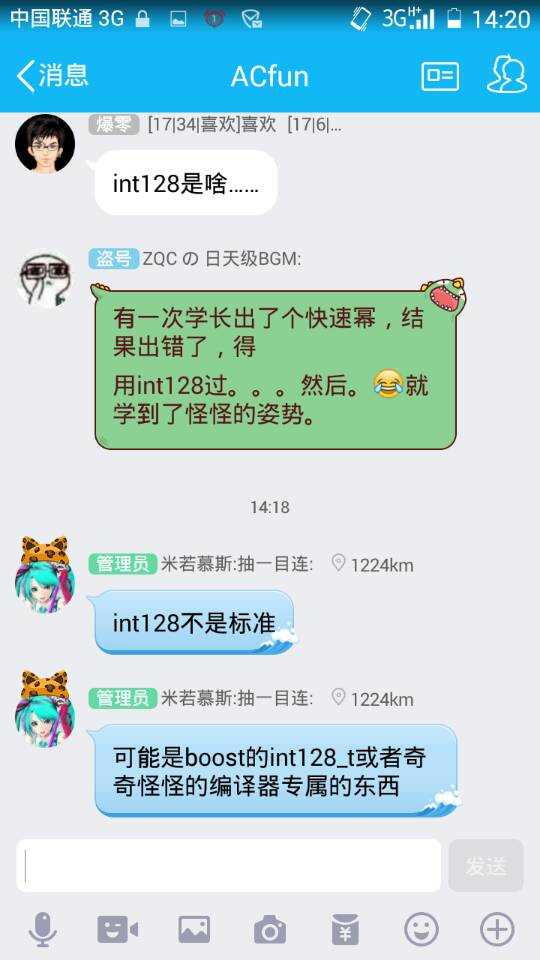 中国联通 3G 14:20
消息 ACfun
爆零 [17|34|喜欢]喜欢 [17|6|...
int128是啥......
盗号 ZQC の 日天级BGM:
有一次学长出了个快速幂，结
果出错了，得
用int128过。。。然后。😂就
学到了怪怪的姿势。
14:18
管理员 米若慕斯:抽一目连: 1224km
int128不是标准
管理员 米若慕斯:抽一目连: 1224km
可能是boost的int128_t或者奇
奇怪怪的编译器专属的东西
发送